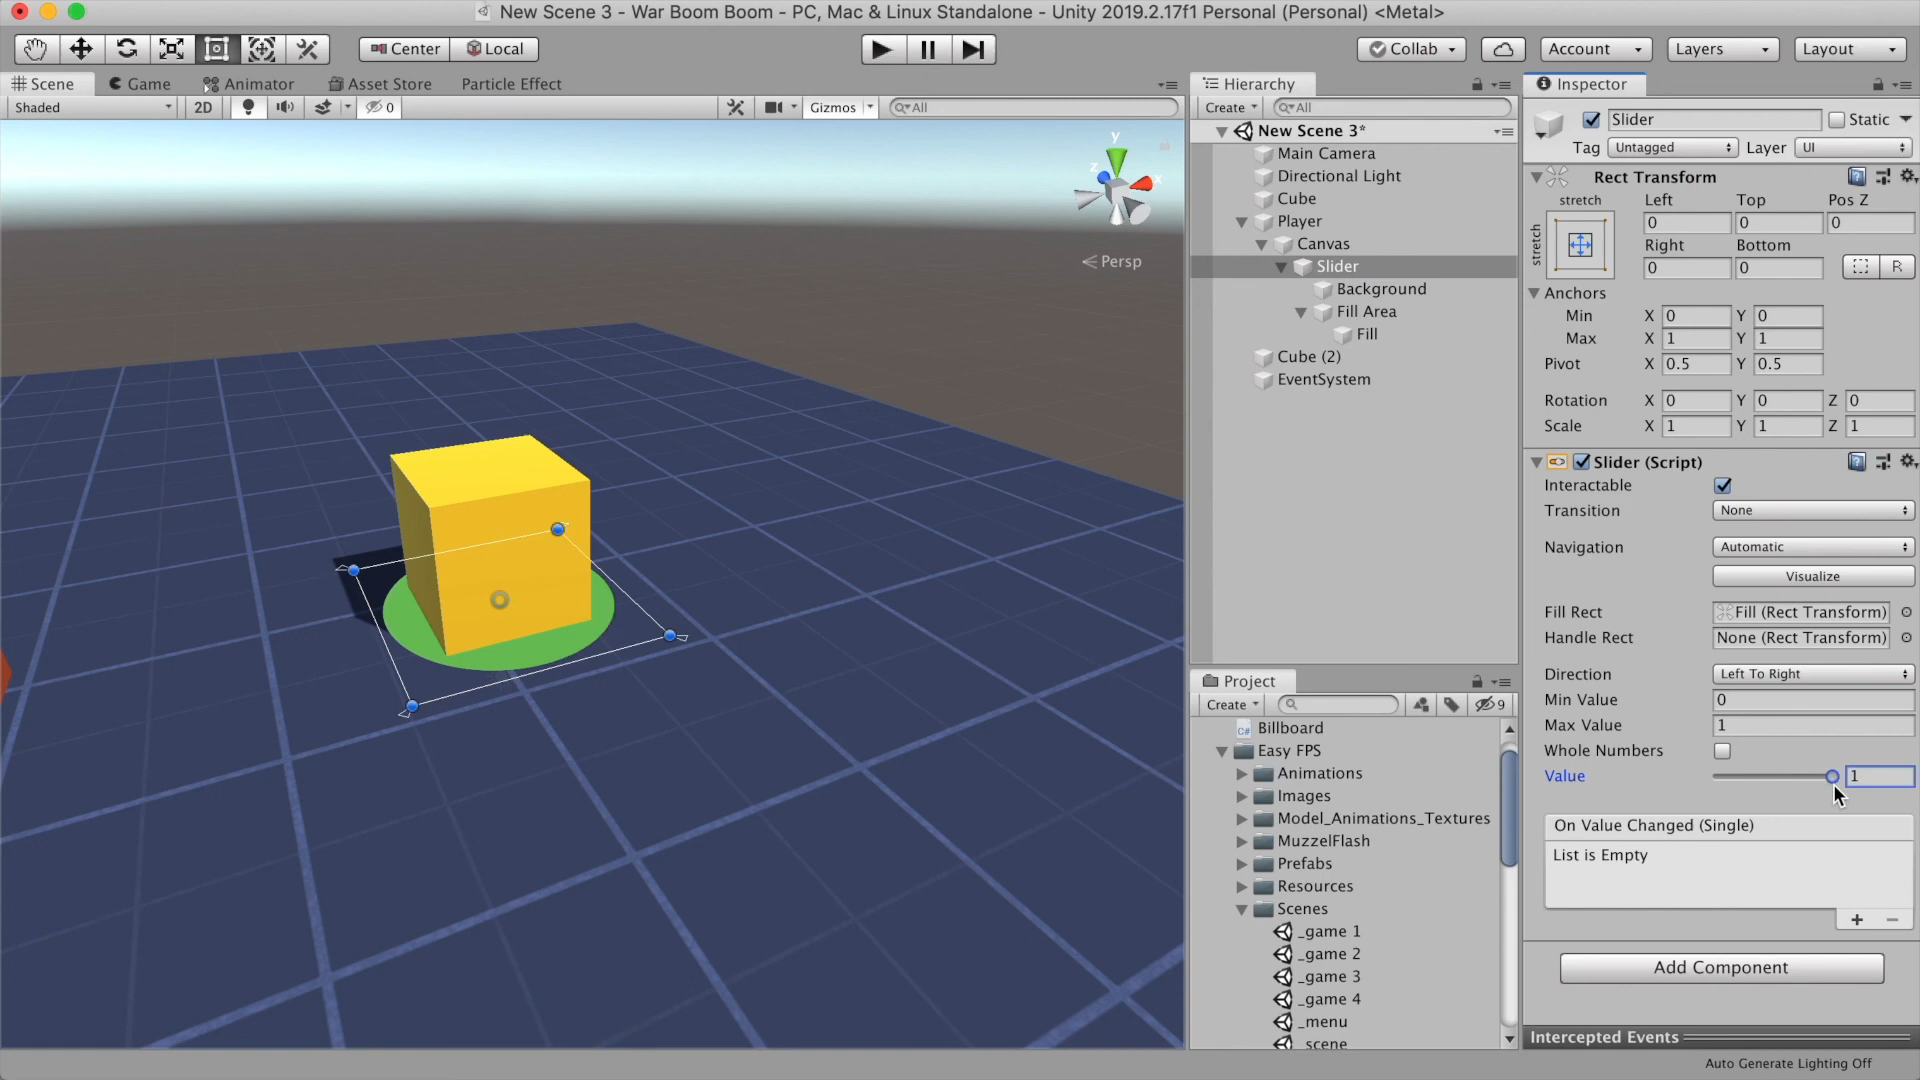 New Scene 3 - War Boom Boom - PC, Mac & Linux Standalone - Unity 2019.2.17f1 Personal (Personal) <Metal>
Center Local Collab Account Layers Layout
Scene Game Animator Asset Store Particle Effect
Shaded 2D 0 Gizmos All
y
x
z
Persp
Hierarchy
Create All
New Scene 3*
Main Camera
Directional Light
Cube
Player
Canvas
Slider
Background
Fill Area
Fill
Cube (2)
EventSystem
Project
Create 9
Billboard
Easy FPS
Animations
Images
Model_Animations_Textures
MuzzelFlash
Prefabs
Resources
Scenes
_game 1
_game 2
_game 3
_game 4
_menu
_scene
Inspector
Slider Static
Tag Untagged Layer UI
Rect Transform
stretch Left Top Pos Z
stretch 0 0 0
Right Bottom
0 0 R
Anchors
Min X 0 Y 0
Max X 1 Y 1
Pivot X 0.5 Y 0.5
Rotation X 0 Y 0 Z 0
Scale X 1 Y 1 Z 1
Slider (Script)
Interactable
Transition None
Navigation Automatic
Visualize
Fill Rect Fill (Rect Transform)
Handle Rect None (Rect Transform)
Direction Left To Right
Min Value 0
Max Value 1
Whole Numbers
Value 1
On Value Changed (Single)
List is Empty
+ −
Add Component
Intercepted Events
Auto Generate Lighting Off